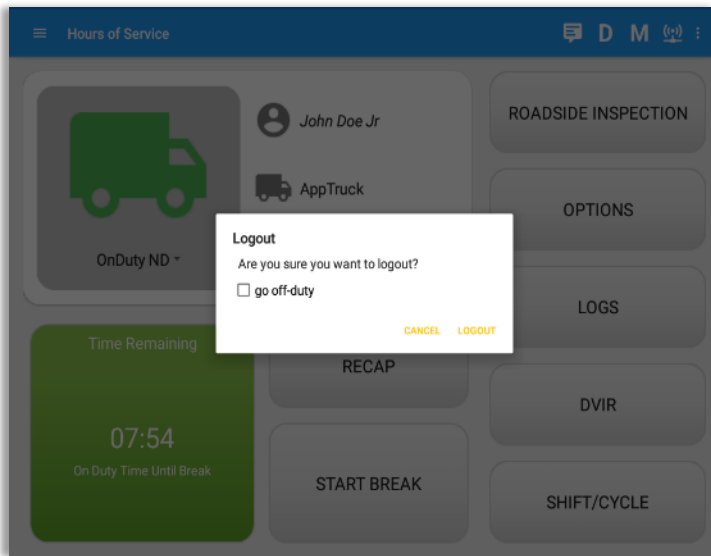 Hours of Service
D M
John Doe Jr
AppTruck
OnDuty ND
Logout
Are you sure you want to logout?
go off-duty
CANCEL LOGOUT
Time Remaining
07:54
On Duty Time Until Break
RECAP
START BREAK
ROADSIDE INSPECTION
OPTIONS
LOGS
DVIR
SHIFT/CYCLE